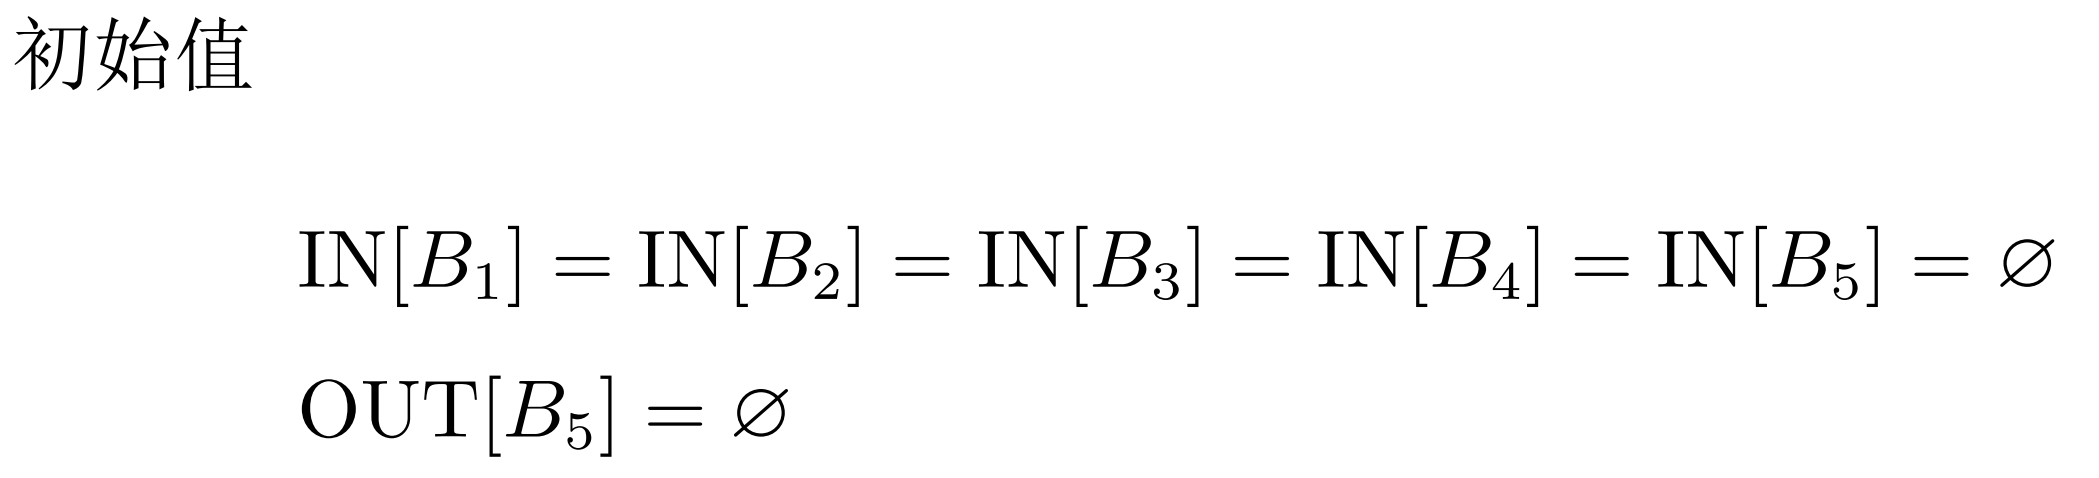 初始值
IN[B₁] = IN[B₂] = IN[B₃] = IN[B₄] = IN[B₅] = ∅
OUT[B₅] = ∅